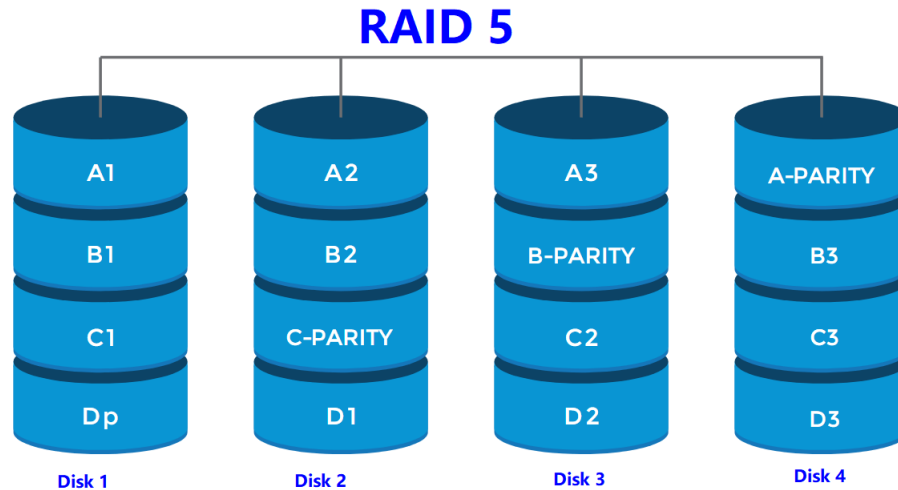 RAID 5
A1 A2 A3 A-PARITY
B1 B2 B-PARITY B3
C1 C-PARITY C2 C3
Dp D1 D2 D3
Disk 1 Disk 2 Disk 3 Disk 4